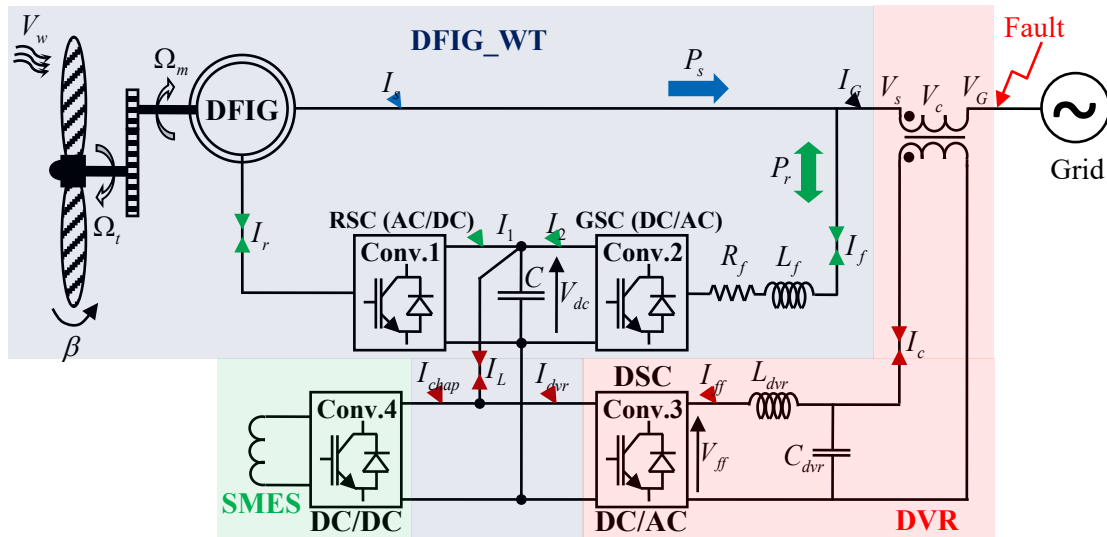 V_w
DFIG_WT
Fault
Ω_m
P_s
I_s
I_G
V_s
V_c
V_G
DFIG
Grid
P_r
Ω_t
RSC (AC/DC)
I_1
I_2
GSC (DC/AC)
I_r
I_f
Conv.1
Conv.2
R_f
L_f
C
V_dc
β
I_c
I_chap
I_L
I_dvr
DSC
I_ff
L_dvr
Conv.4
Conv.3
V_ff
C_dvr
SMES
DC/DC
DC/AC
DVR